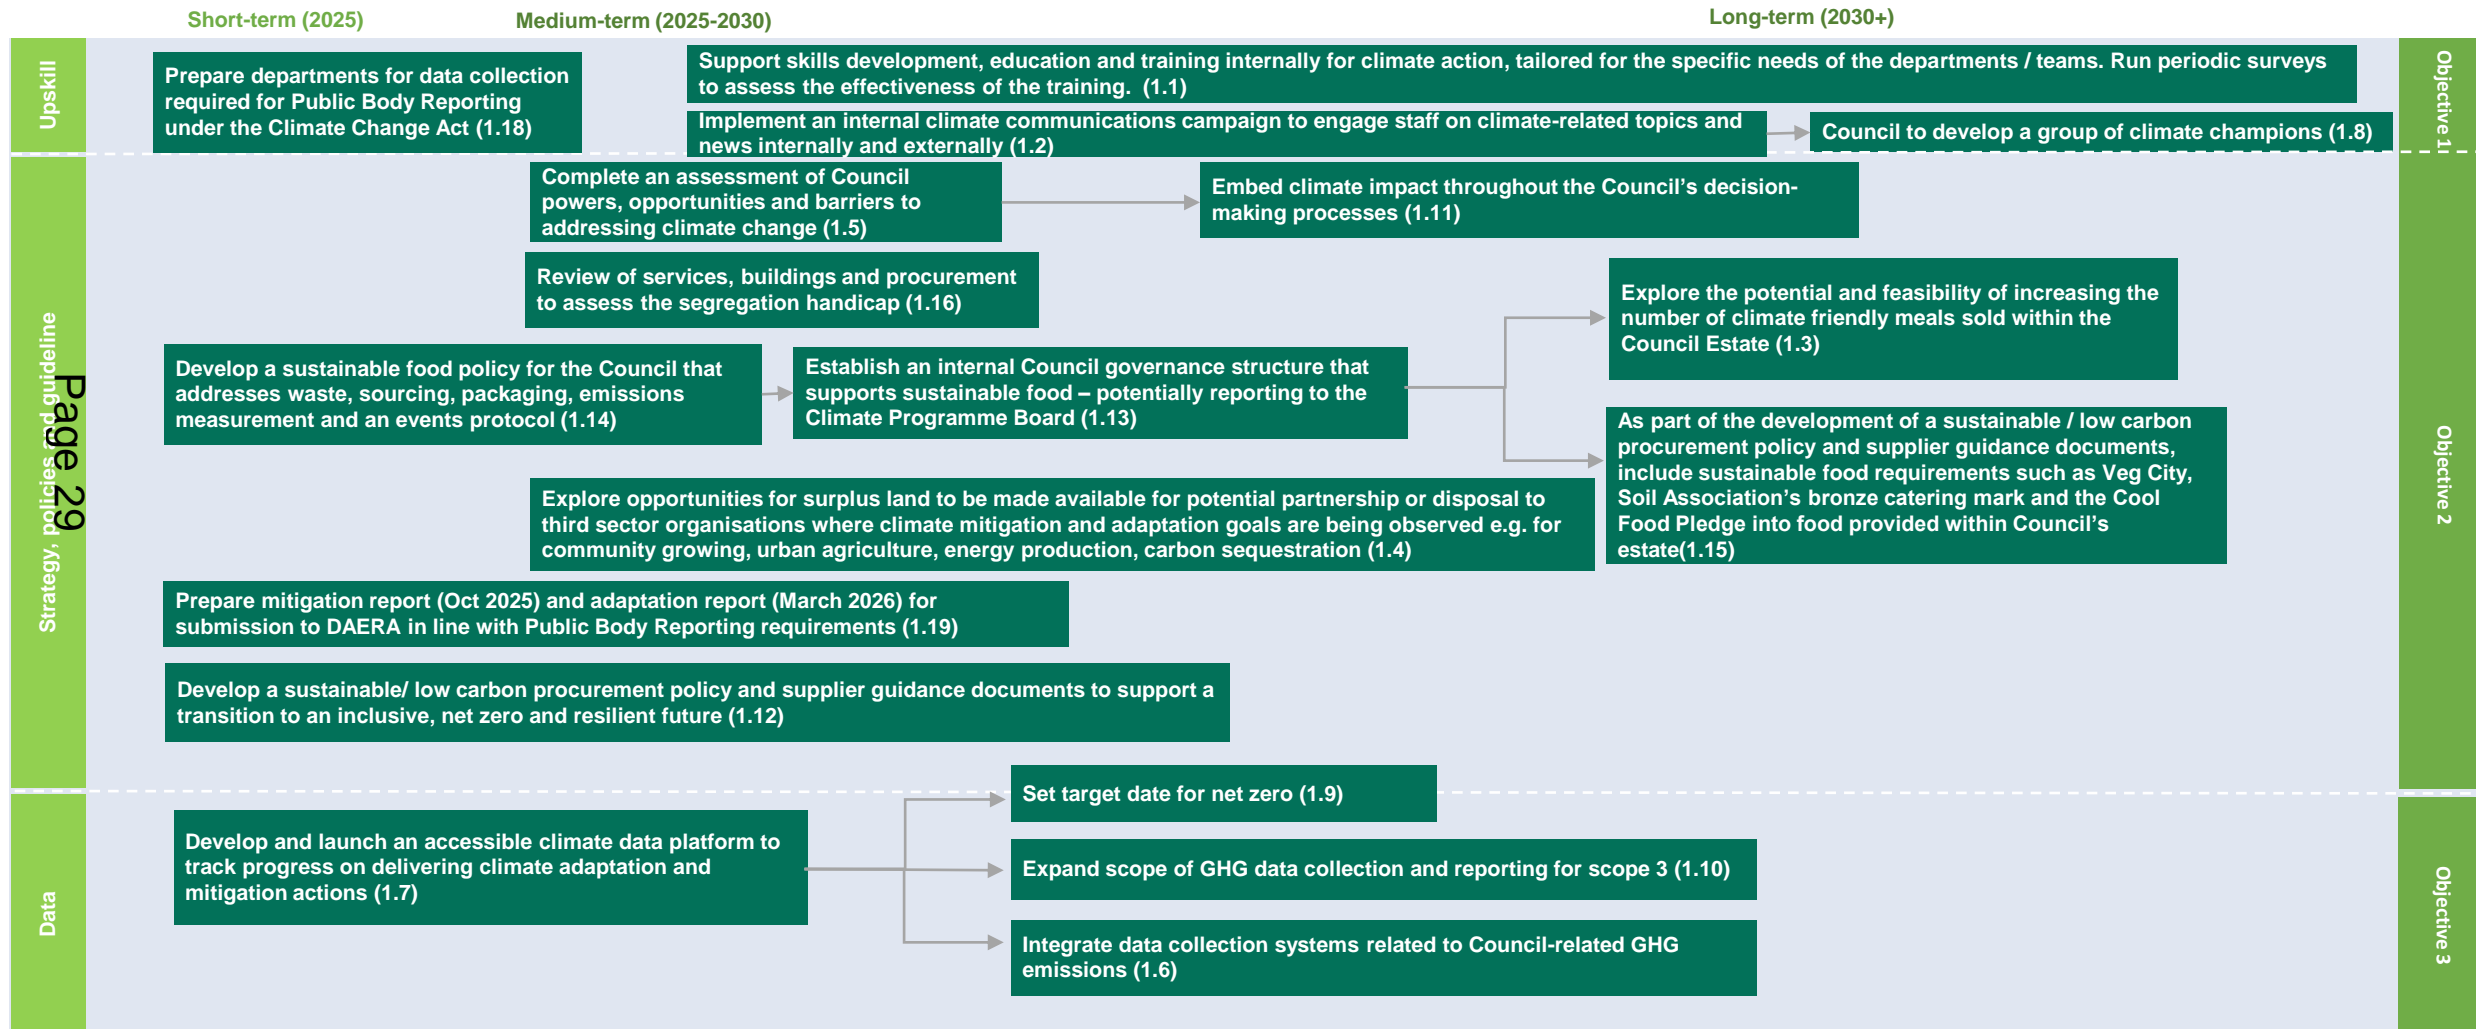 Short-term (2025)
Medium-term (2025-2030)
Long-term (2030+)
Upskill
Prepare departments for data collection
required for Public Body Reporting
under the Climate Change Act (1.18)
Support skills development, education and training internally for climate action, tailored for the specific needs of the departments / teams. Run periodic surveys
to assess the effectiveness of the training.  (1.1)
Implement an internal climate communications campaign to engage staff on climate-related topics and
news internally and externally (1.2)
Council to develop a group of climate champions (1.8)
Objective 1
Strategy, policies and guideline
Page 29
Complete an assessment of Council
powers, opportunities and barriers to
addressing climate change (1.5)
Embed climate impact throughout the Council’s decision-
making processes (1.11)
Review of services, buildings and procurement
to assess the segregation handicap (1.16)
Explore the potential and feasibility of increasing the
number of climate friendly meals sold within the
Council Estate (1.3)
Develop a sustainable food policy for the Council that
addresses waste, sourcing, packaging, emissions
measurement and an events protocol (1.14)
Establish an internal Council governance structure that
supports sustainable food – potentially reporting to the
Climate Programme Board (1.13)
As part of the development of a sustainable / low carbon
procurement policy and supplier guidance documents,
include sustainable food requirements such as Veg City,
Soil Association’s bronze catering mark and the Cool
Food Pledge into food provided within Council’s
estate(1.15)
Explore opportunities for surplus land to be made available for potential partnership or disposal to
third sector organisations where climate mitigation and adaptation goals are being observed e.g. for
community growing, urban agriculture, energy production, carbon sequestration (1.4)
Prepare mitigation report (Oct 2025) and adaptation report (March 2026) for
submission to DAERA in line with Public Body Reporting requirements (1.19)
Develop a sustainable/ low carbon procurement policy and supplier guidance documents to support a
transition to an inclusive, net zero and resilient future (1.12)
Objective 2
Data
Develop and launch an accessible climate data platform to
track progress on delivering climate adaptation and
mitigation actions (1.7)
Set target date for net zero (1.9)
Expand scope of GHG data collection and reporting for scope 3 (1.10)
Integrate data collection systems related to Council-related GHG
emissions (1.6)
Objective 3